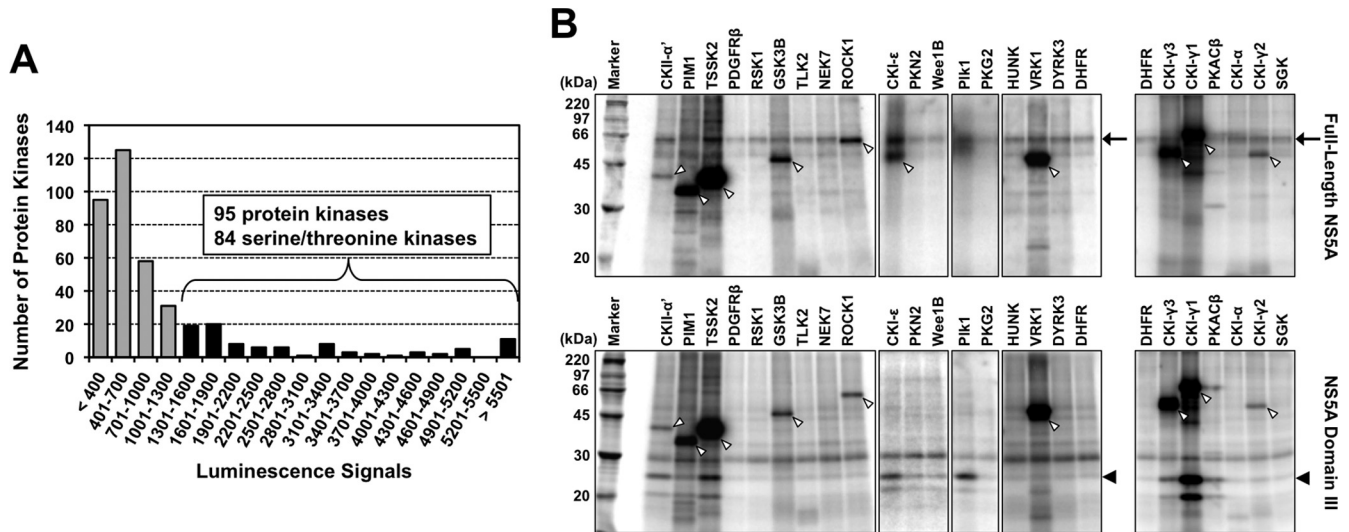 A
Number of Protein Kinases
140
120
100
80
60
40
20
0
95 protein kinases
84 serine/threonine kinases
< 400
401-700
701-1000
1001-1300
1301-1600
1601-1900
1901-2200
2201-2500
2501-2800
2801-3100
3101-3400
3401-3700
3701-4000
4001-4300
4301-4600
4601-4900
4901-5200
5201-5500
> 5501
Luminescence Signals
B
(kDa)
Marker
CKII-α’
PIM1
TSSK2
PDGFRβ
RSK1
GSK3B
TLK2
NEK7
ROCK1
CKI-ε
PKN2
Wee1B
Plk1
PKG2
HUNK
VRK1
DYRK3
DHFR
DHFR
CKI-γ3
CKI-γ1
PKACβ
CKI-α
CKI-γ2
SGK
220
97
66
45
30
20
Full-Length NS5A
(kDa)
Marker
CKII-α’
PIM1
TSSK2
PDGFRβ
RSK1
GSK3B
TLK2
NEK7
ROCK1
CKI-ε
PKN2
Wee1B
Plk1
PKG2
HUNK
VRK1
DYRK3
DHFR
DHFR
CKI-γ3
CKI-γ1
PKACβ
CKI-α
CKI-γ2
SGK
220
97
66
45
30
20
NS5A Domain III